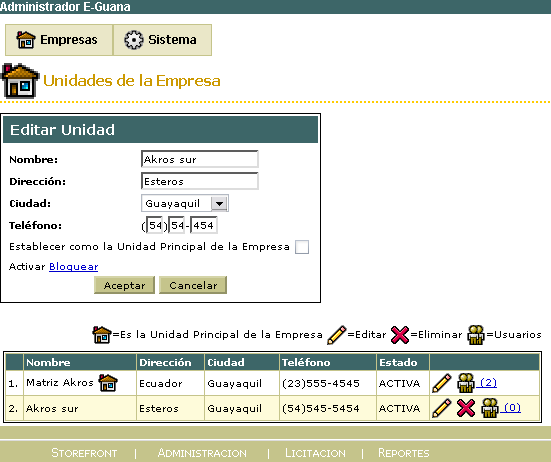 Administrador E-Guana
Empresas Sistema
Unidades de la Empresa
Editar Unidad
Nombre: Akros sur
Dirección: Esteros
Ciudad: Guayaquil
Teléfono: (54)54-454
Establecer como la Unidad Principal de la Empresa
Activar Bloquear
Aceptar Cancelar
=Es la Unidad Principal de la Empresa =Editar =Eliminar =Usuarios
Nombre Dirección Ciudad Teléfono Estado
1. Matriz Akros Ecuador Guayaquil (23)555-4545 ACTIVA (2)
2. Akros sur Esteros Guayaquil (54)545-5454 ACTIVA (0)
STOREFRONT | ADMINISTRACION | LICITACION | REPORTES